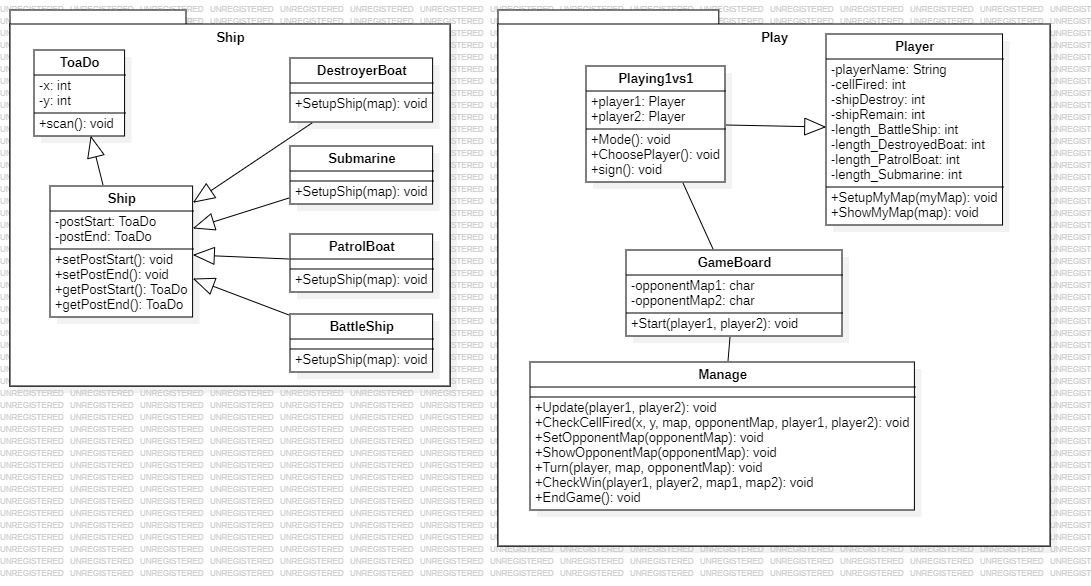 Ship
ToaDo
-x: int
-y: int
+scan(): void
Ship
-postStart: ToaDo
-postEnd: ToaDo
+setPostStart(): void
+setPostEnd(): void
+getPostStart(): ToaDo
+getPostEnd(): ToaDo
DestroyerBoat
+SetupShip(map): void
Submarine
+SetupShip(map): void
PatrolBoat
+SetupShip(map): void
BattleShip
+SetupShip(map): void
Play
Playing1vs1
+player1: Player
+player2: Player
+Mode(): void
+ChoosePlayer(): void
+sign(): void
Player
-playerName: String
-cellFired: int
-shipDestroy: int
-shipRemain: int
-length_BattleShip: int
-length_DestroyedBoat: int
-length_PatrolBoat: int
-length_Submarine: int
+SetupMyMap(myMap): void
+ShowMyMap(map): void
GameBoard
-opponentMap1: char
-opponentMap2: char
+Start(player1, player2): void
Manage
+Update(player1, player2): void
+CheckCellFired(x, y, map, opponentMap, player1, player2): void
+SetOpponentMap(opponentMap): void
+ShowOpponentMap(opponentMap): void
+Turn(player, map, opponentMap): void
+CheckWin(player1, player2, map1, map2): void
+EndGame(): void
UNREGISTERED